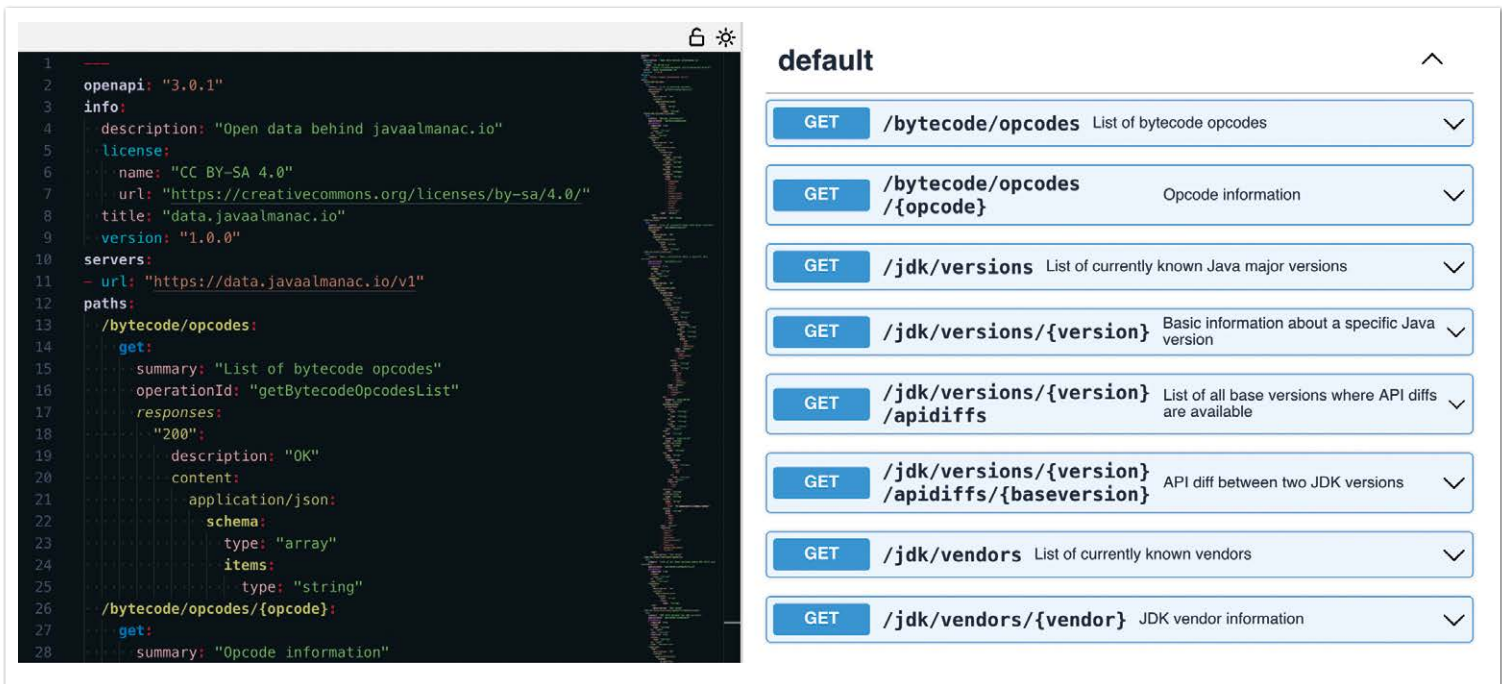 1 ---
2 openapi: "3.0.1"
3 info:
4 description: "Open data behind javaalmanac.io"
5 license:
6 name: "CC BY-SA 4.0"
7 url: "https://creativecommons.org/licenses/by-sa/4.0/"
8 title: "data.javaalmanac.io"
9 version: "1.0.0"
10 servers:
11 - url: "https://data.javaalmanac.io/v1"
12 paths:
13 /bytecode/opcodes:
14 get:
15 summary: "List of bytecode opcodes"
16 operationId: "getBytecodeOpcodesList"
17 responses:
18 "200":
19 description: "OK"
20 content:
21 application/json:
22 schema:
23 type: "array"
24 items:
25 type: "string"
26 /bytecode/opcodes/{opcode}:
27 get:
28 summary: "Opcode information"
default
GET /bytecode/opcodes List of bytecode opcodes
GET /bytecode/opcodes
/{opcode} Opcode information
GET /jdk/versions List of currently known Java major versions
GET /jdk/versions/{version} Basic information about a specific Java
version
GET /jdk/versions/{version} List of all base versions where API diffs
/apidiffs are available
GET /jdk/versions/{version}
/apidiffs/{baseversion} API diff between two JDK versions
GET /jdk/vendors List of currently known vendors
GET /jdk/vendors/{vendor} JDK vendor information